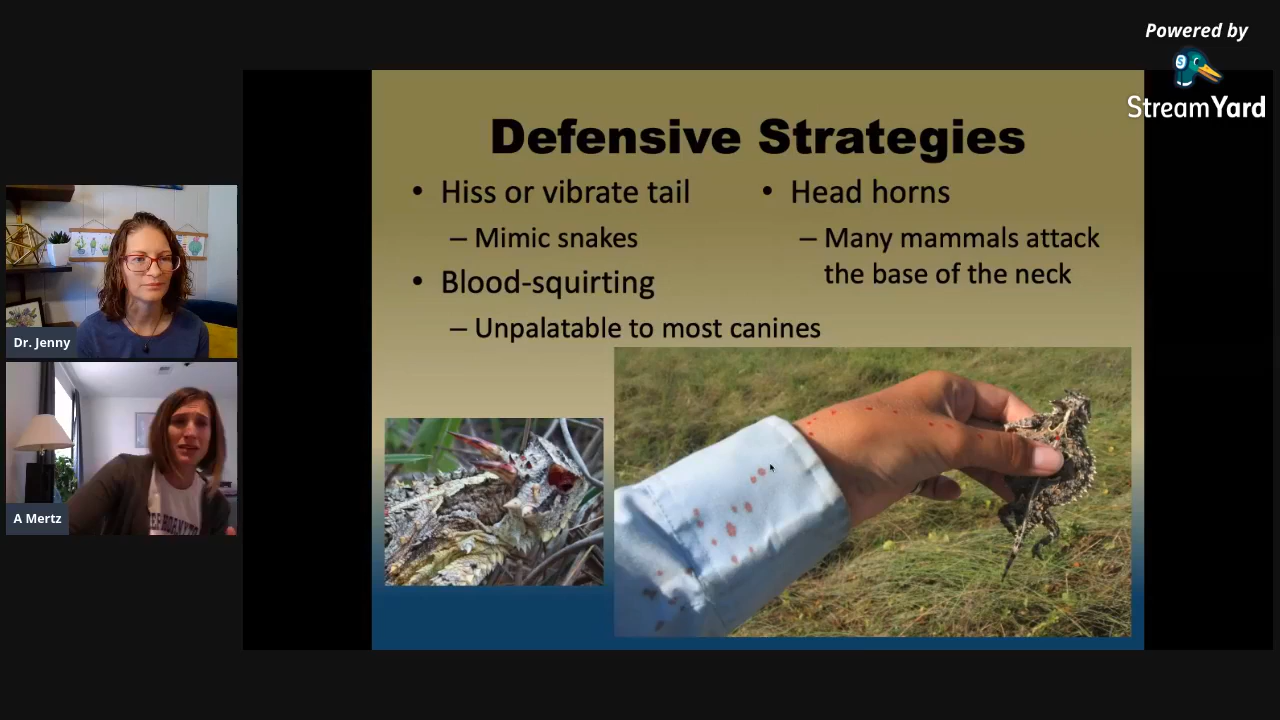 Powered by
StreamYard
Defensive Strategies
• Hiss or vibrate tail
– Mimic snakes
• Blood-squirting
– Unpalatable to most canines
• Head horns
– Many mammals attack
the base of the neck
Dr. Jenny
A Mertz